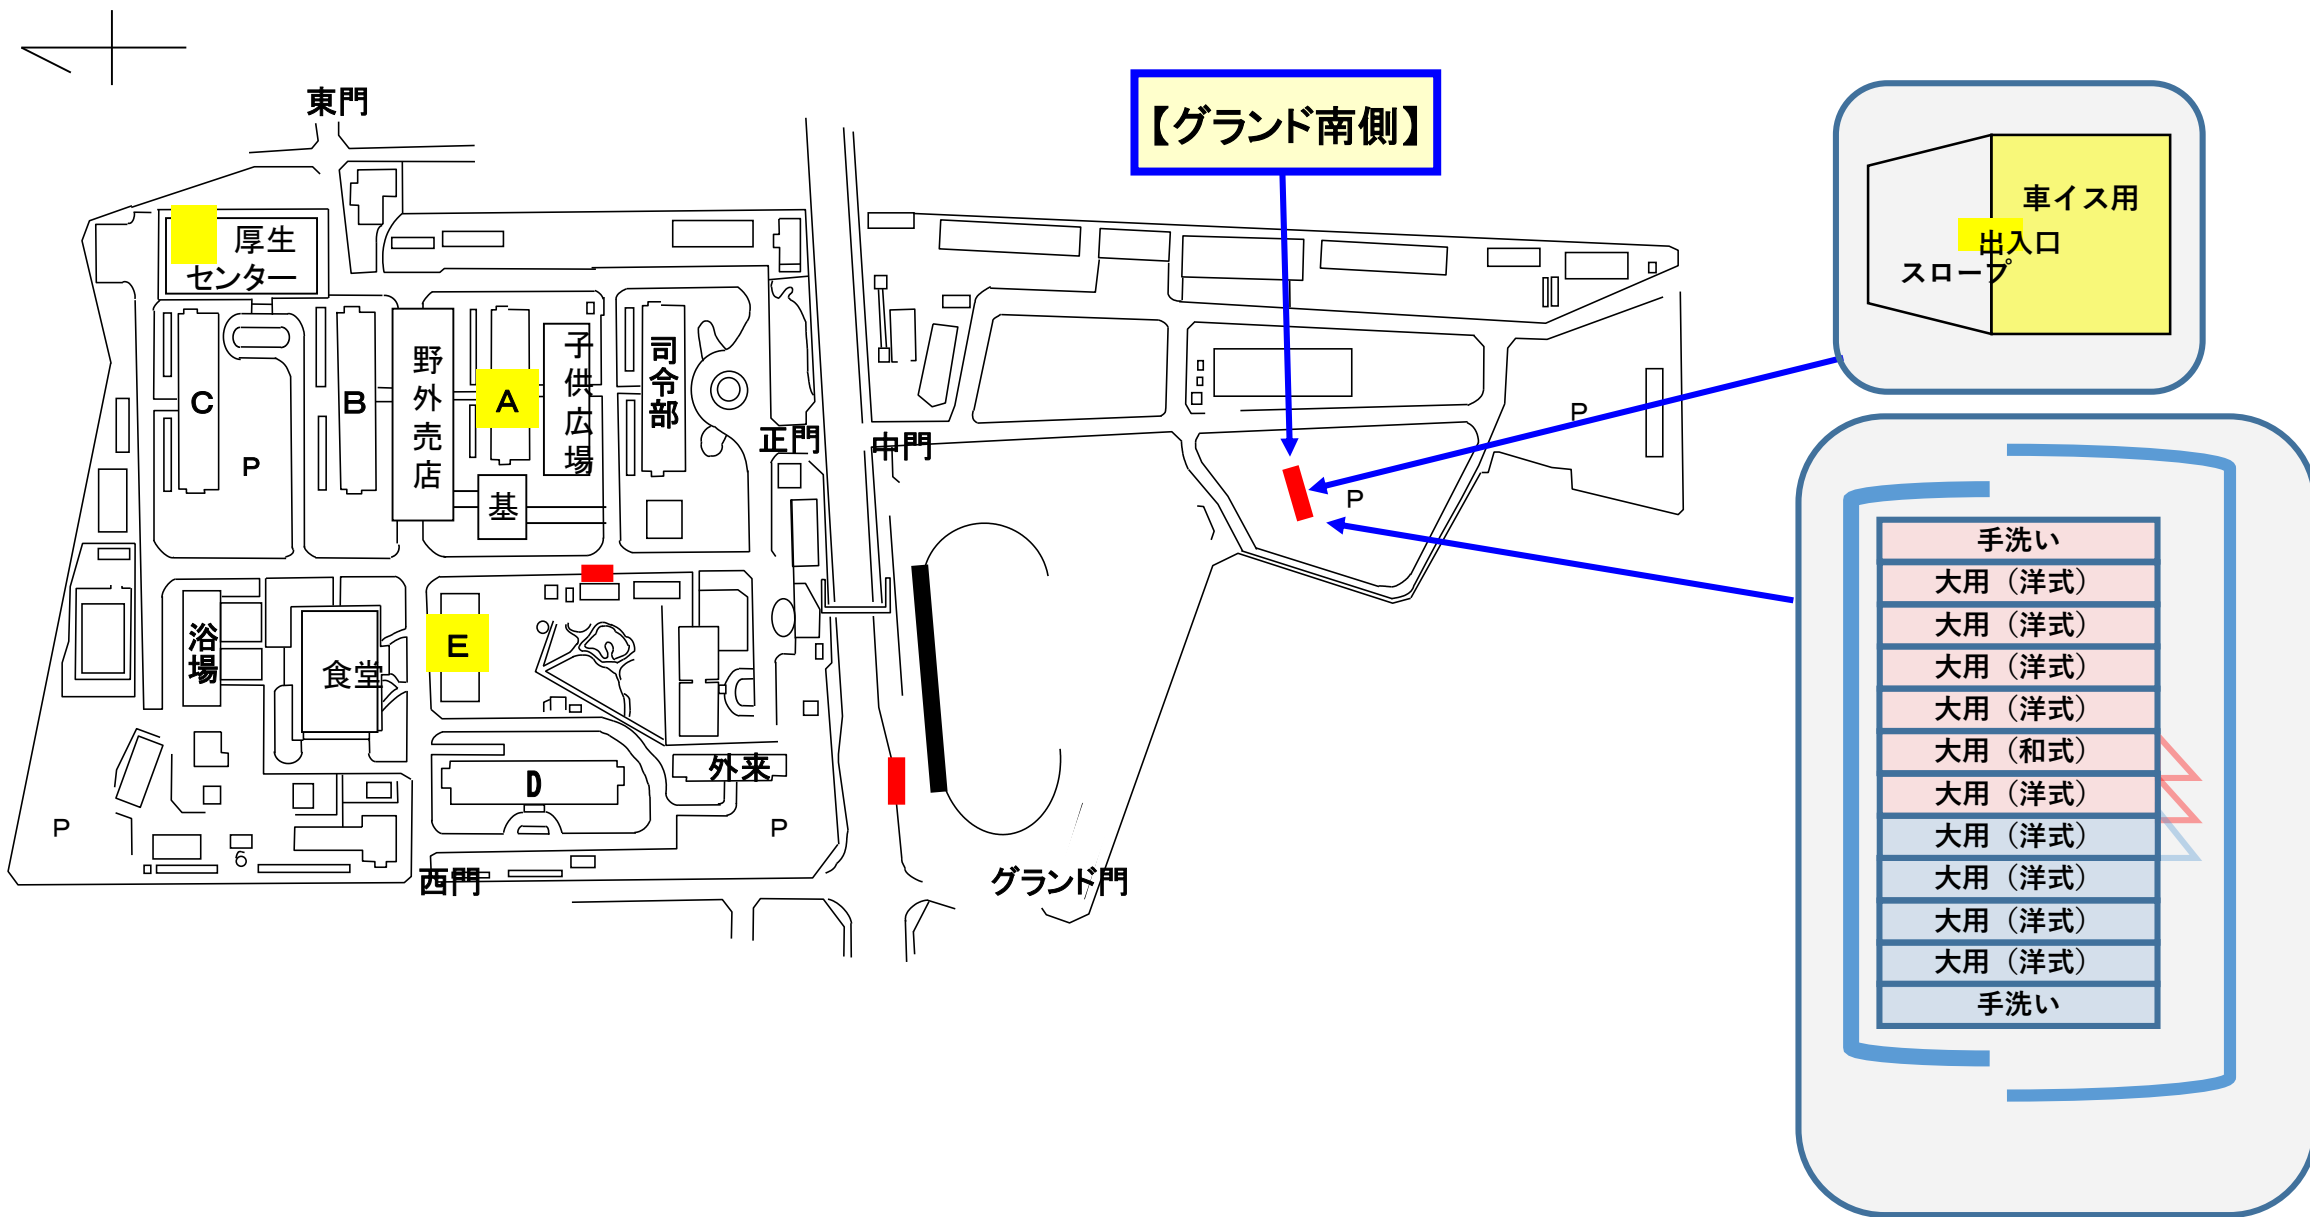 東門
【グランド南側】
厚生
センター
C
P
B
野外売店
A
子供広場
司令部
基
正門
中門
P
P
車イス用
出入口
スロープ
浴場
食堂
E
D
外来
P
6
P
西門
グランド門
手洗い
大用（洋式）
大用（洋式）
大用（洋式）
大用（洋式）
大用（和式）
大用（洋式）
大用（洋式）
大用（洋式）
大用（洋式）
大用（洋式）
手洗い